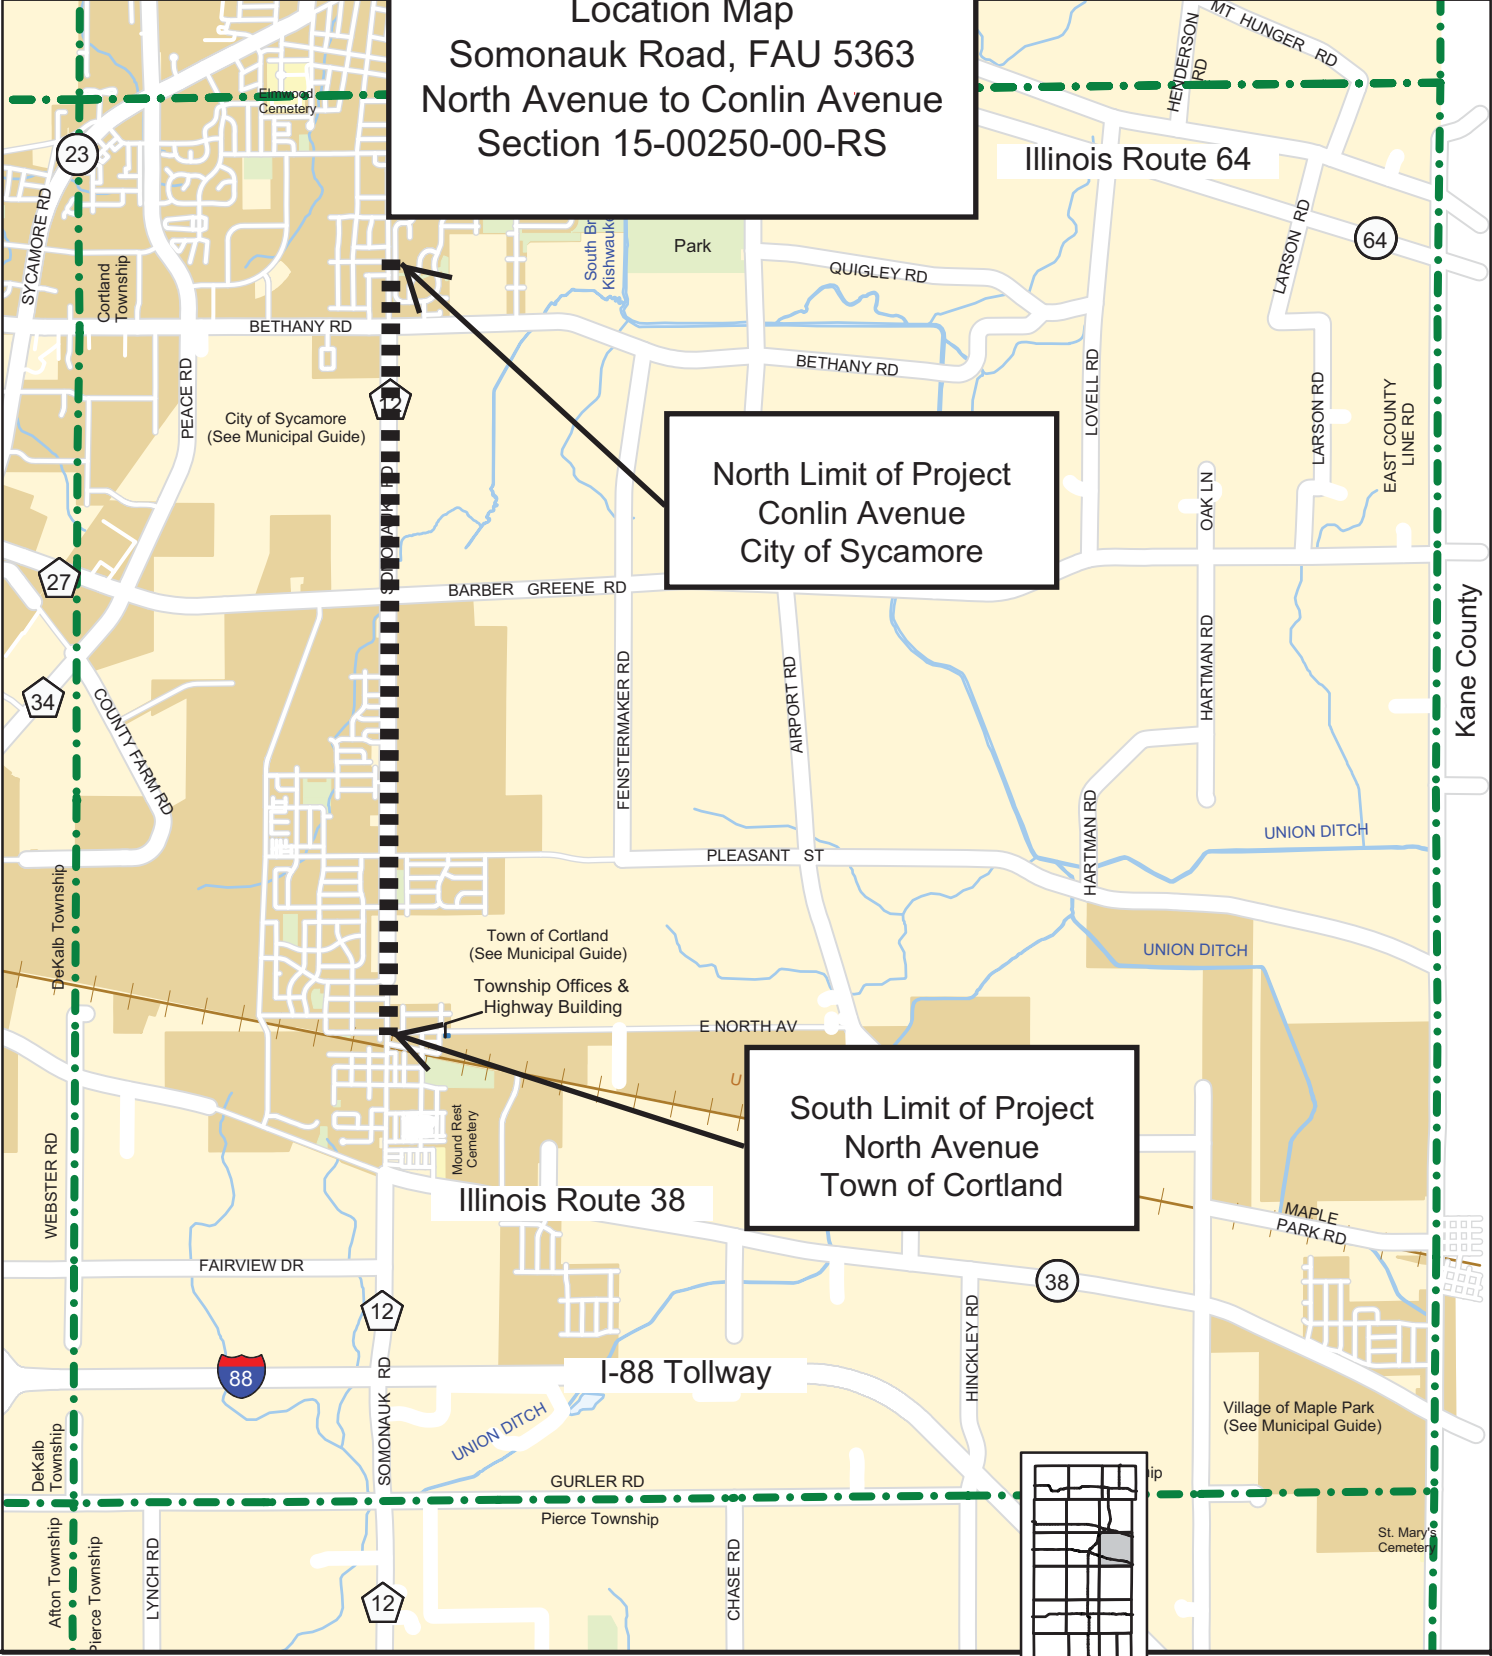 Location Map
Somonauk Road, FAU 5363
North Avenue to Conlin Avenue
Section 15-00250-00-RS
MT HUNGER RD
HENDERSON
RD
Elmwood
Cemetery
23
Illinois Route 64
64
SYCAMORE RD
Cortland
Township
South Br
Kishwauke
Park
QUIGLEY RD
LARSON RD
BETHANY RD
BETHANY RD
PEACE RD
12
City of Sycamore
(See Municipal Guide)
LOVELL RD
LARSON RD
EAST COUNTY
LINE RD
North Limit of Project
Conlin Avenue
City of Sycamore
OAK LN
SOMONAUK RD
27
BARBER GREENE RD
Kane County
34
COUNTY FARM RD
FENSTERMAKER RD
AIRPORT RD
HARTMAN RD
HARTMAN RD
UNION DITCH
PLEASANT ST
DeKalb Township
Town of Cortland
(See Municipal Guide)
UNION DITCH
Township Offices &
Highway Building
E NORTH AV
U
South Limit of Project
North Avenue
Town of Cortland
Mound Rest
Cemetery
WEBSTER RD
Illinois Route 38
MAPLE
PARK RD
FAIRVIEW DR
38
12
HINCKLEY RD
88
I-88 Tollway
SOMONAUK RD
UNION DITCH
Village of Maple Park
(See Municipal Guide)
DeKalb
Township
GURLER RD
ip
Pierce Township
St. Mary's
Cemetery
Afton Township
Pierce Township
LYNCH RD
CHASE RD
12